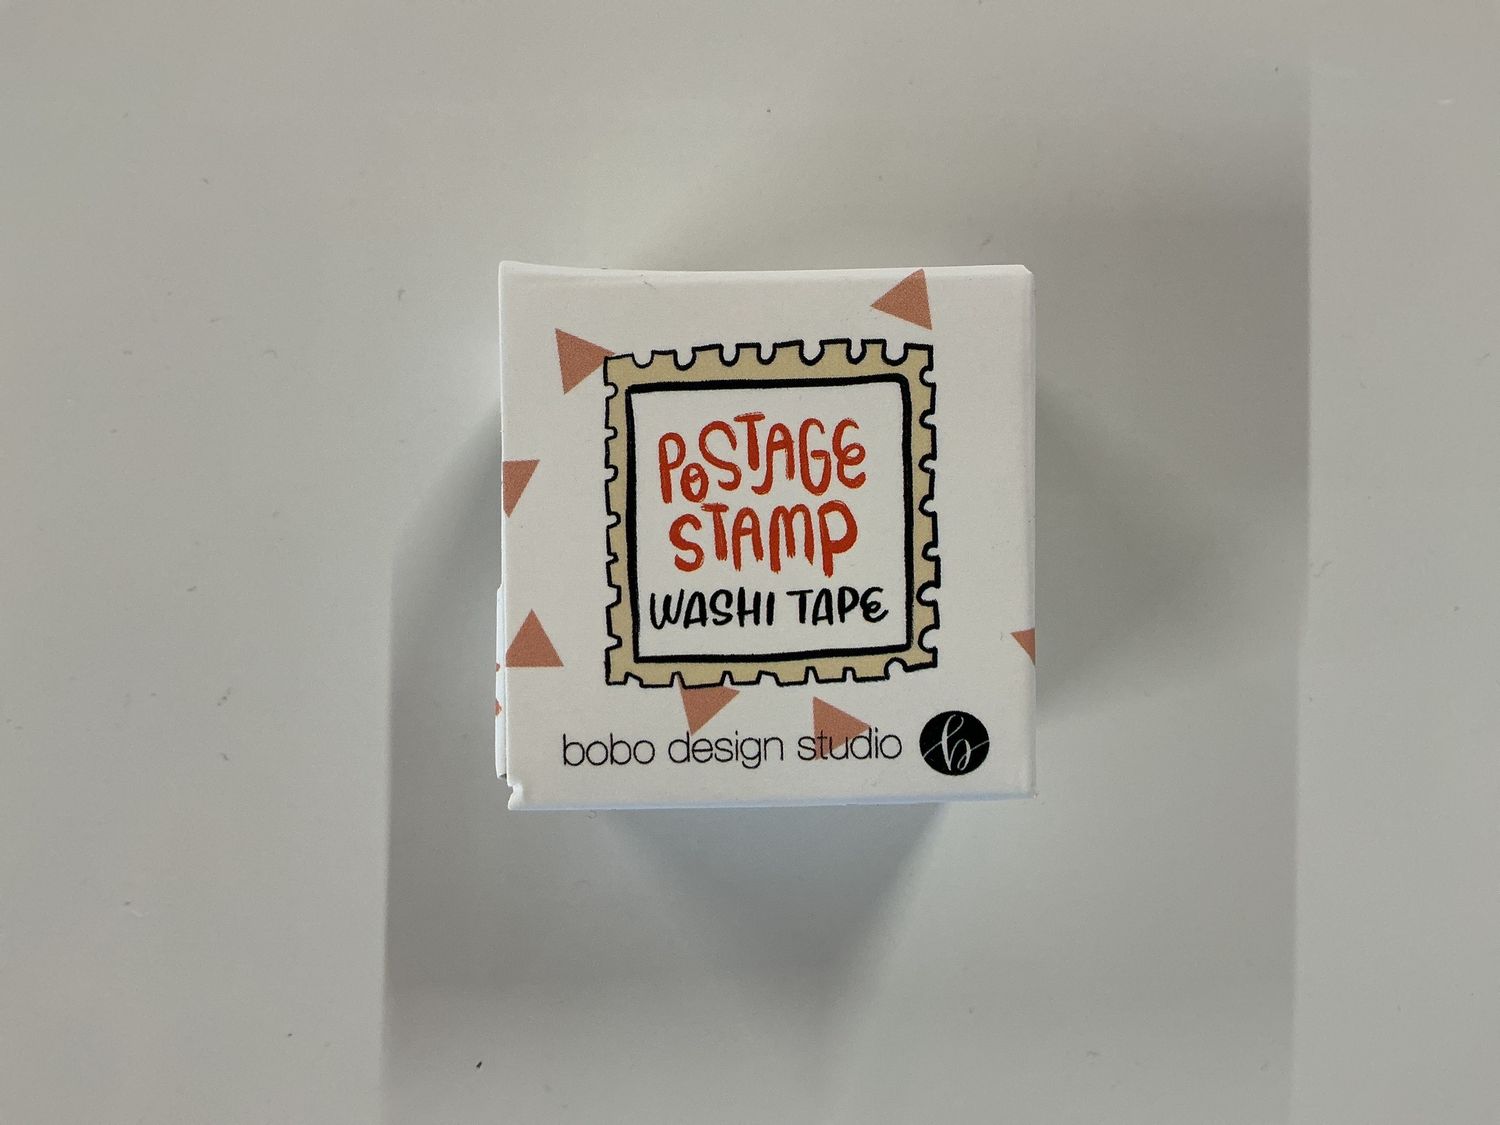 POSTAGE
STAMP
WASHI TAPE
bobo design studio b